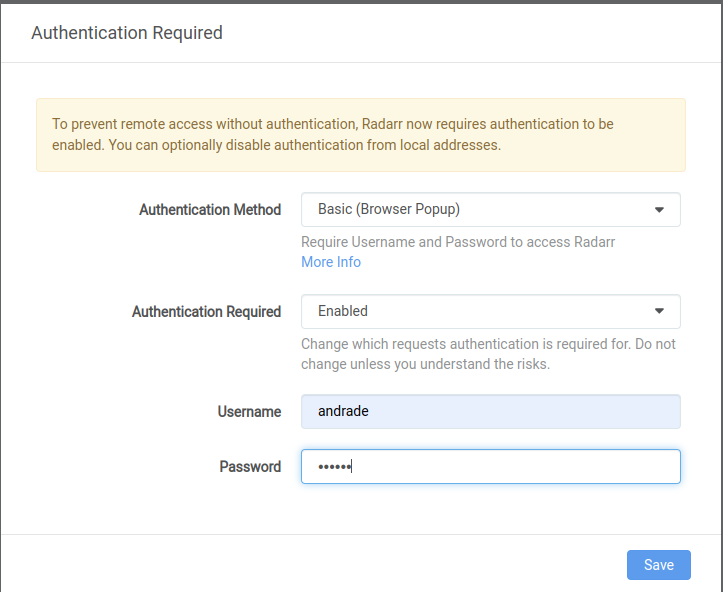 Authentication Required
To prevent remote access without authentication, Radarr now requires authentication to be
enabled. You can optionally disable authentication from local addresses.
Authentication Method
Basic (Browser Popup)
Require Username and Password to access Radarr
More Info
Authentication Required
Enabled
Change which requests authentication is required for. Do not
change unless you understand the risks.
Username
andrade
Password
••••••
Save